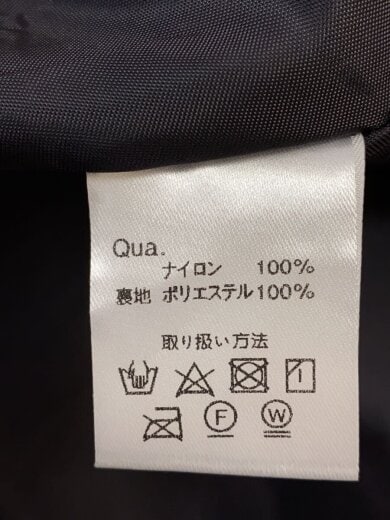 Qua.
ナイロン 100%
裏地 ポリエステル100%
取り扱い方法
F W